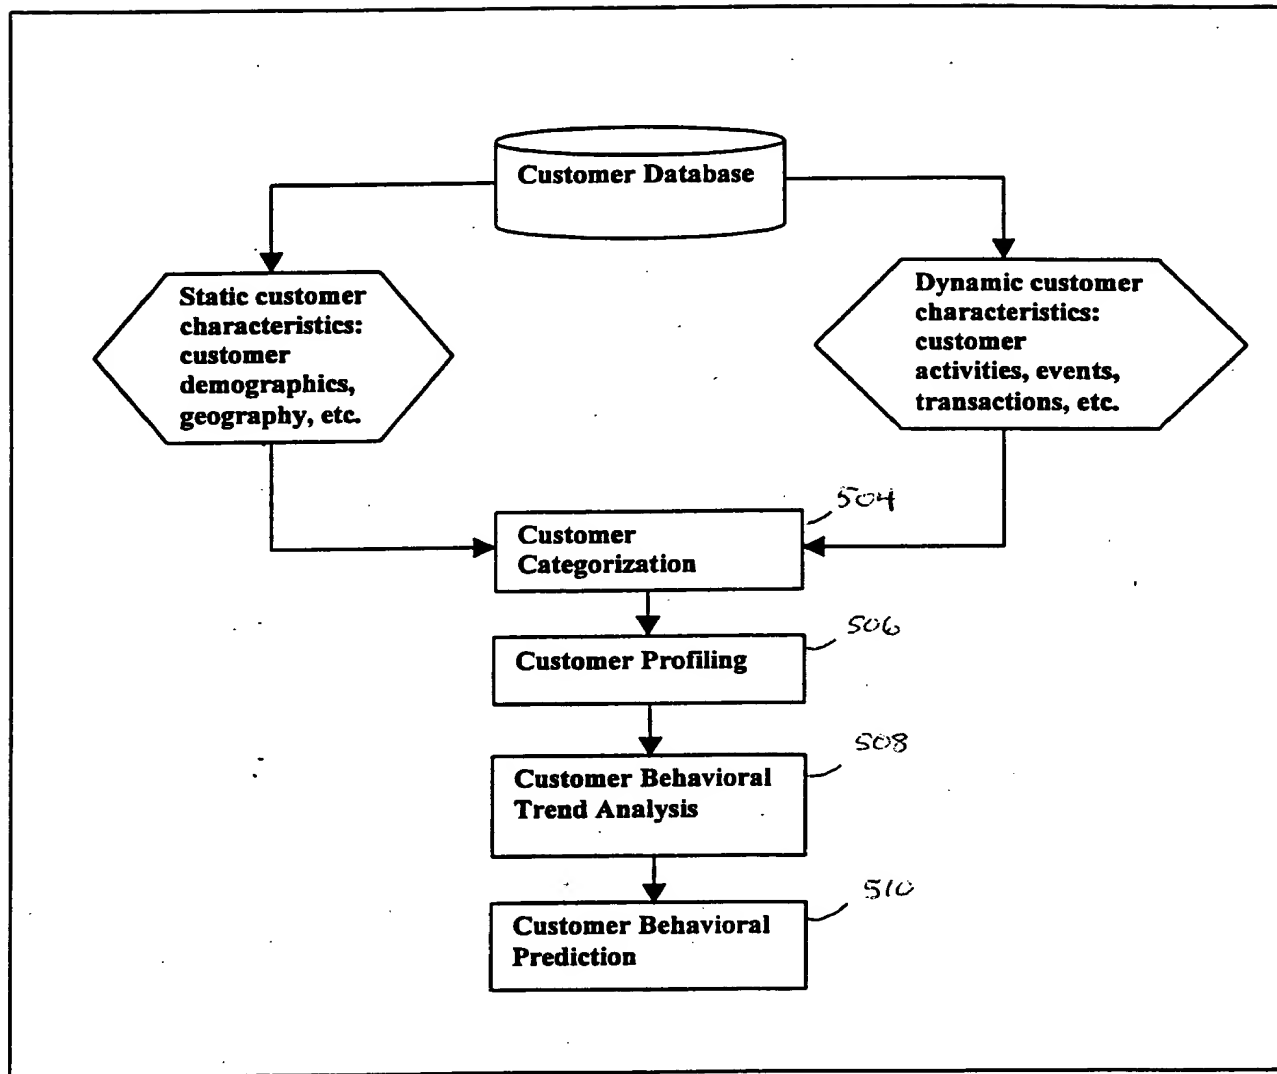 Customer Database
Static customer
characteristics:
customer
demographics,
geography, etc.
Dynamic customer
characteristics:
customer
activities, events,
transactions, etc.
504
Customer
Categorization
506
Customer Profiling
508
Customer Behavioral
Trend Analysis
510
Customer Behavioral
Prediction